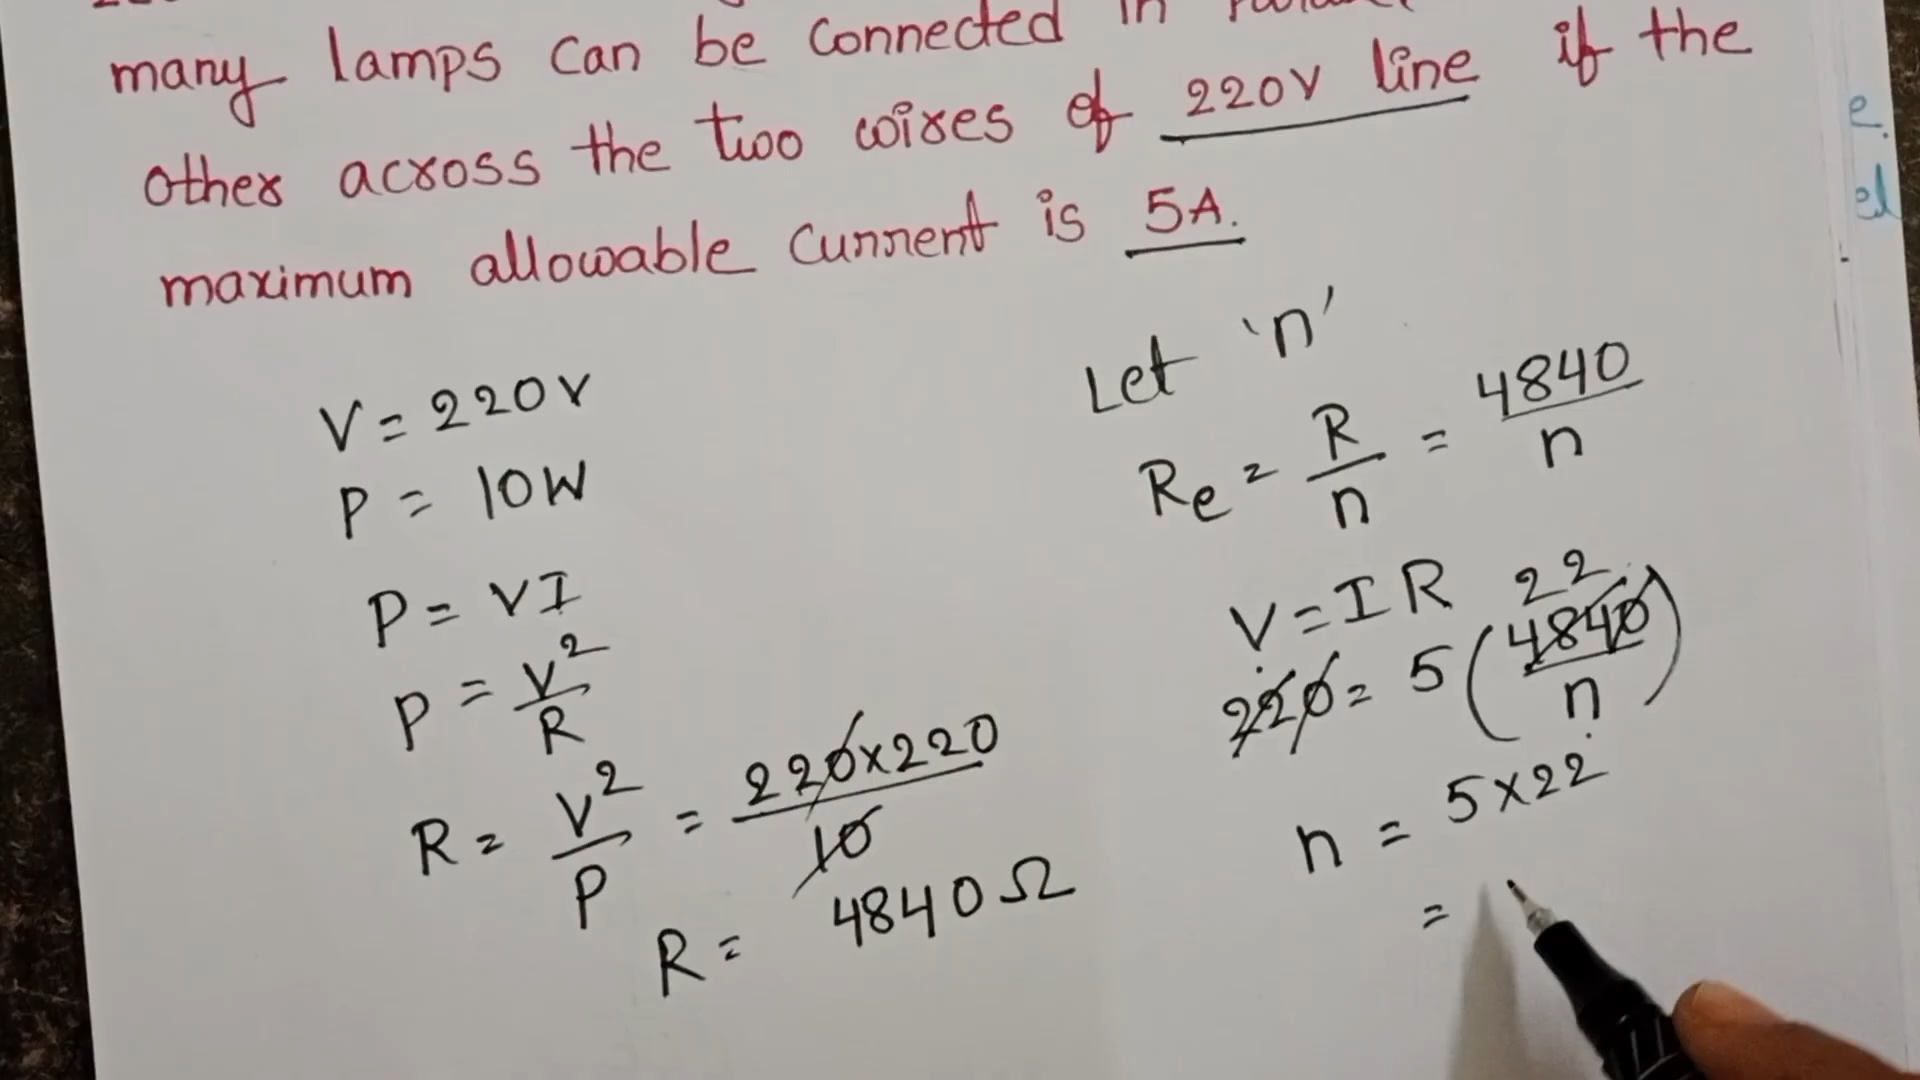 many lamps can be connected in
other across the two wires of 220V line if the
maximum allowable current is 5A.
V = 220V
P = 10W
P = VI
P = V²/R
R = V²/P = 220×220/10
R = 4840Ω
Let 'n'
Re = R/n = 4840/n
V = IR
22
220 = 5(4840/n)
n = 5×22
=
e.
el